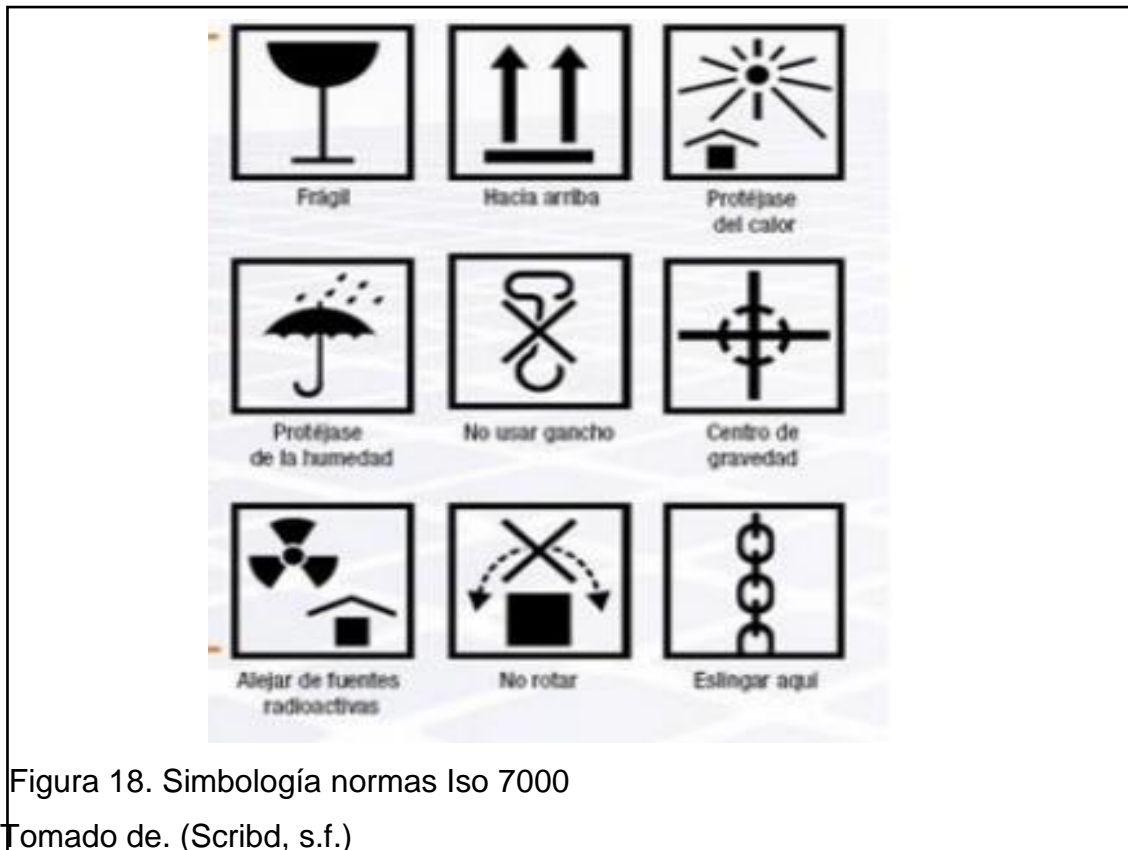 Frágil
Hacia arriba
Protéjase
del calor
Protéjase
de la humedad
No usar gancho
Centro de
gravedad
Alejar de fuentes
radioactivas
No rotar
Eslingar aquí
Figura 18. Simbología normas Iso 7000
Tomado de. (Scribd, s.f.)